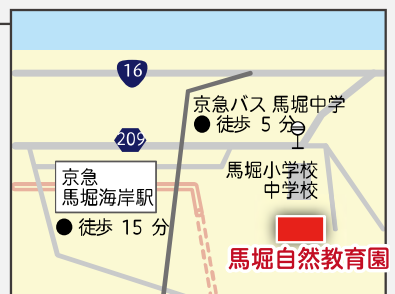 16
京急バス 馬堀中学
●徒歩 5 分
209
馬堀小学校
中学校
京急
馬堀海岸駅
●徒歩 15 分
馬堀自然教育園